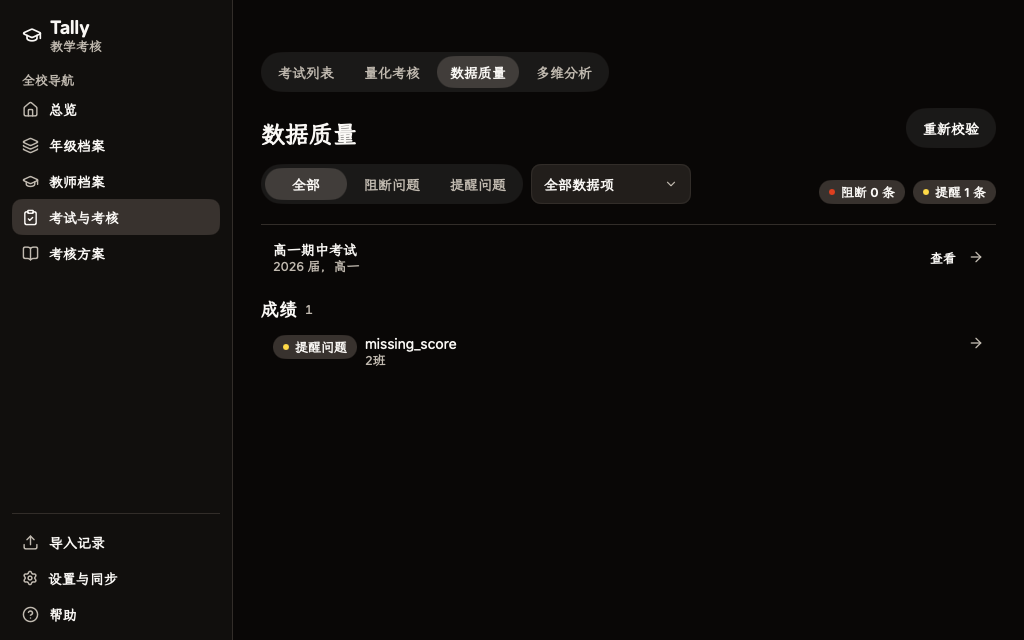 Tally
教学考核
全校导航
总览
年级档案
教师档案
考试与考核
考核方案
导入记录
设置与同步
帮助
考试列表
量化考核
数据质量
多维分析
数据质量
重新校验
全部
阻断问题
提醒问题
全部数据项
阻断 0 条
提醒 1 条
高一期中考试
2026 届，高一
查看
成绩 1
提醒问题
missing_score
2班